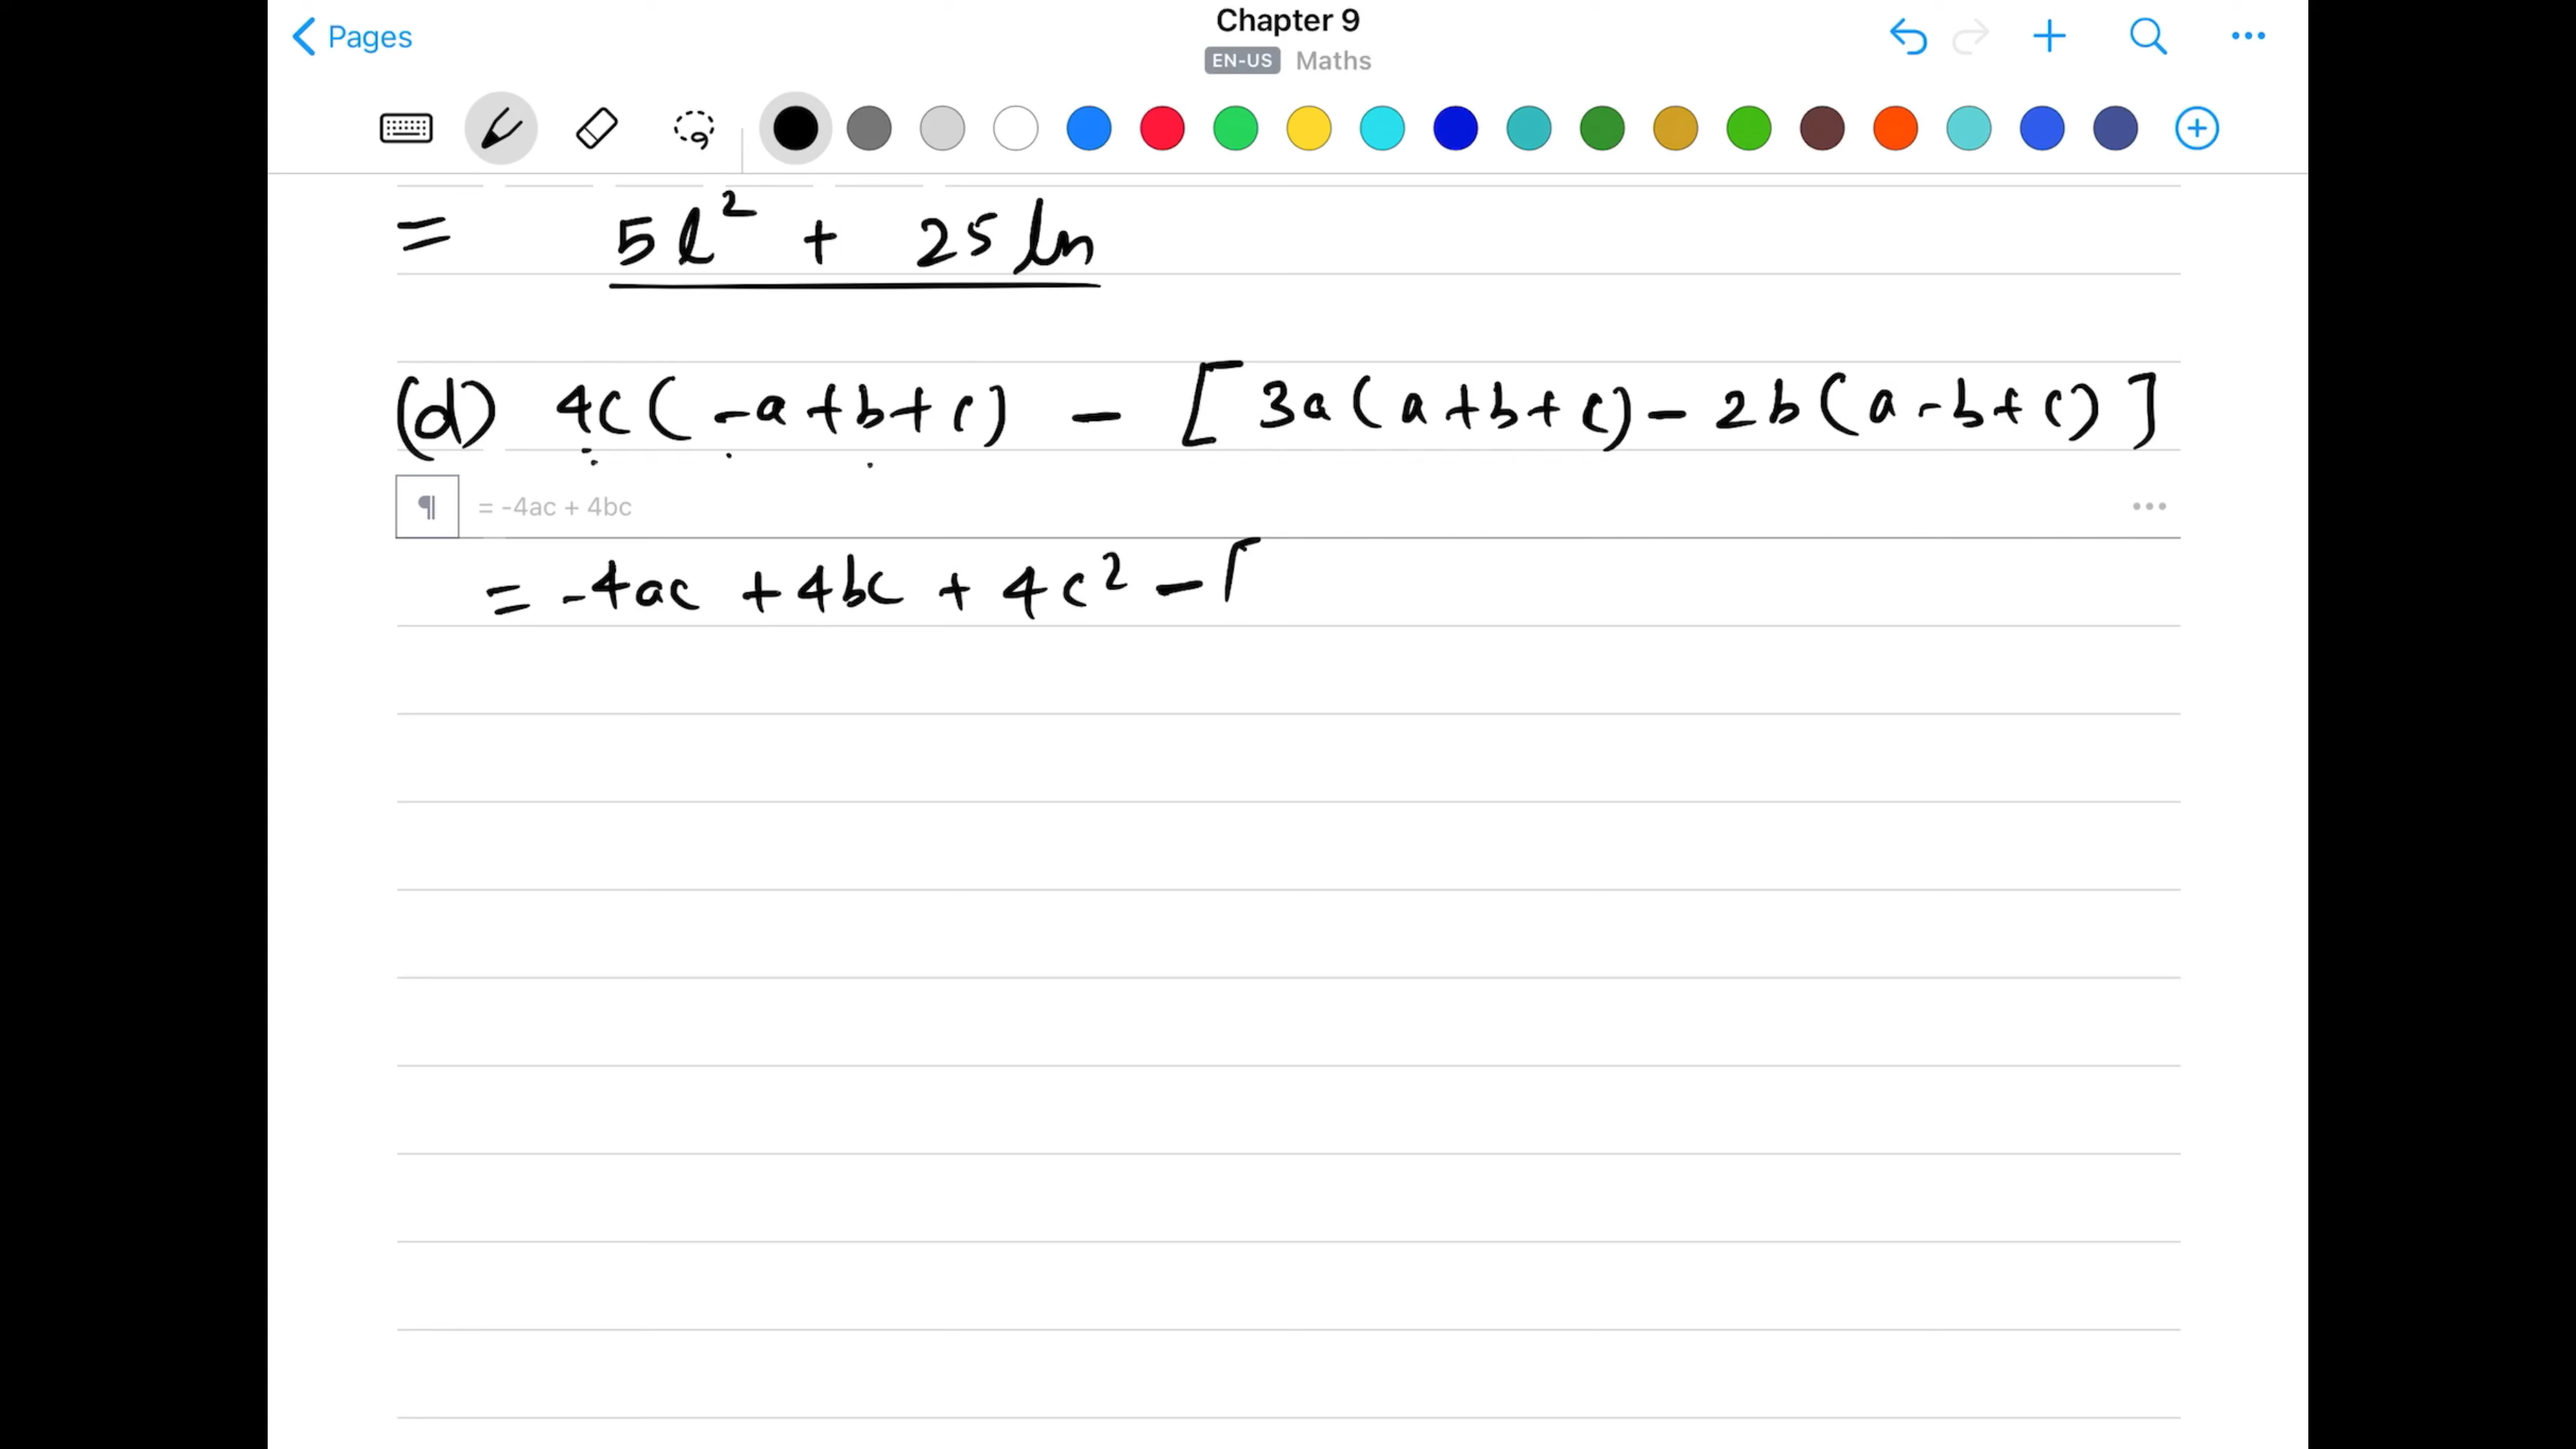 Pages
Chapter 9
EN-US Maths
= 5l² + 25ln
(d) 4c(-a+b+c) - [3a(a+b+c)-2b(a-b+c)]
= -4ac + 4bc
= -4ac + 4bc + 4c² - [